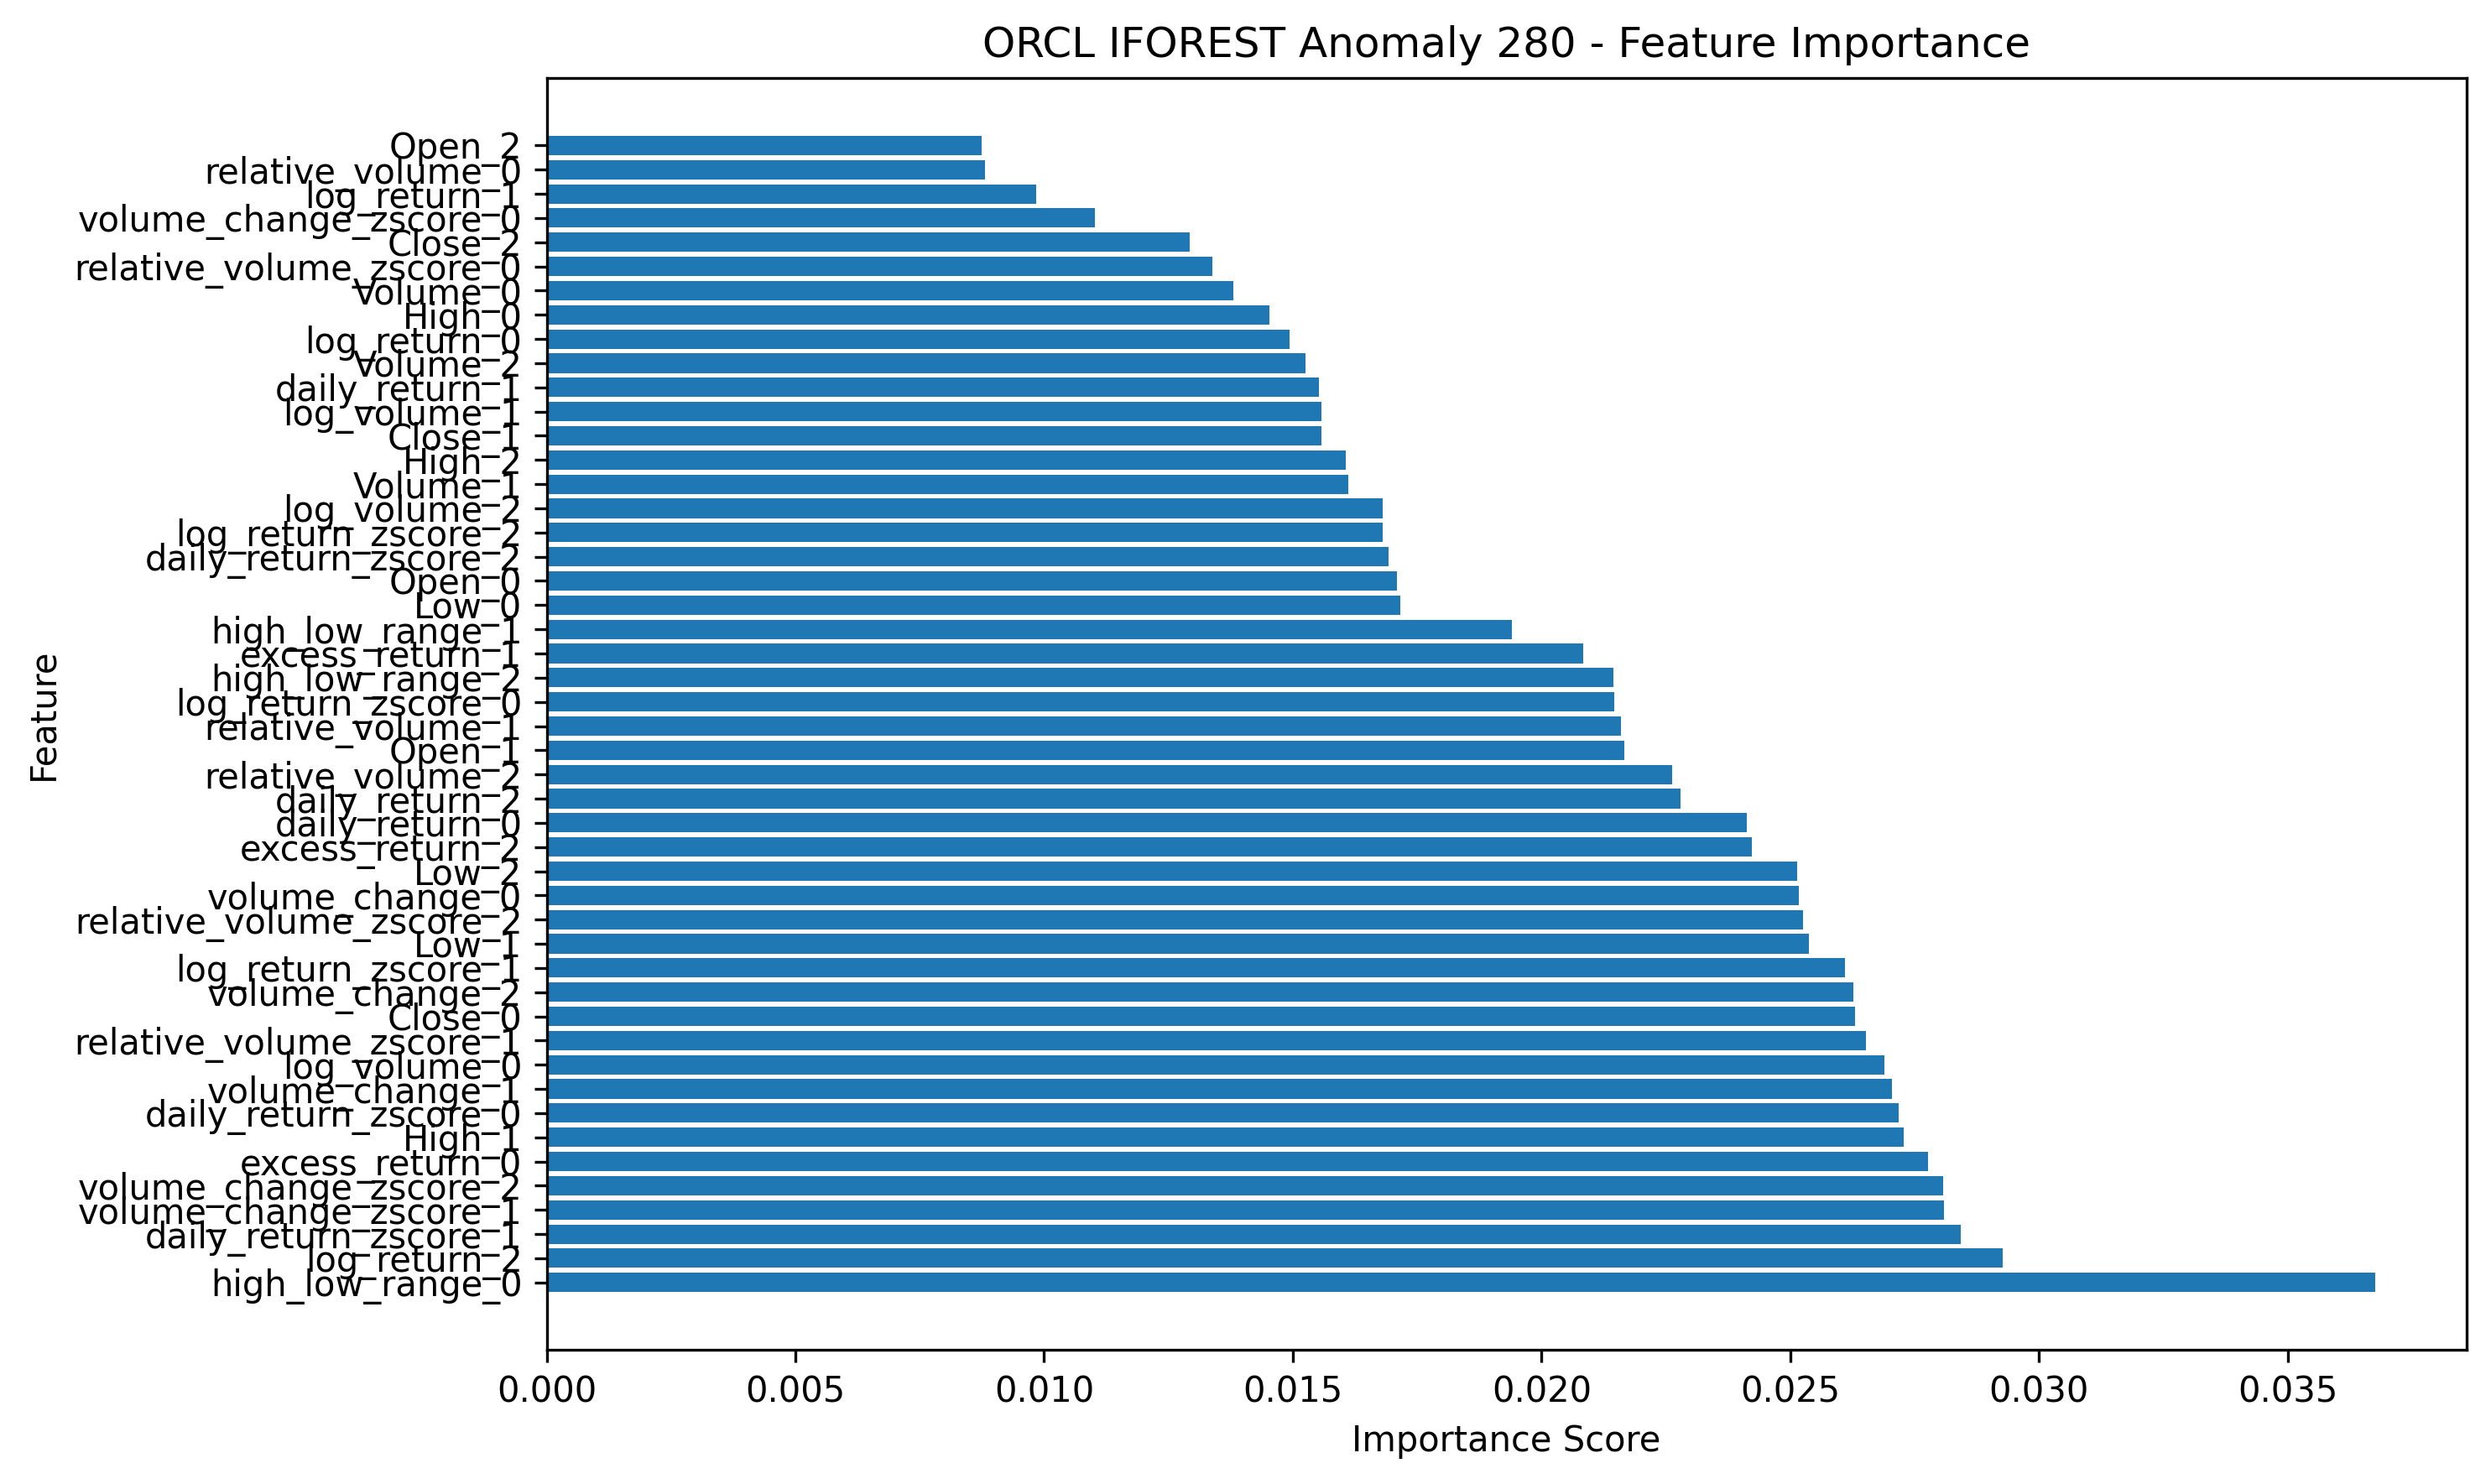 ORCL IFOREST Anomaly 280 - Feature Importance
Open_2
relative_volume_0
log_return_1
volume_change_zscore_0
Close_2
relative_volume_zscore_0
Volume_0
High_0
log_return_0
Volume_2
daily_return_1
log_volume_1
Close_1
High_2
Volume_1
log_volume_2
log_return_zscore_2
daily_return_zscore_2
Open_0
Low_0
high_low_range_1
excess_return_1
high_low_range_2
log_return_zscore_0
relative_volume_1
Open_1
relative_volume_2
daily_return_2
daily_return_0
excess_return_2
Low_2
volume_change_0
relative_volume_zscore_2
Low_1
log_return_zscore_1
volume_change_2
Close_0
relative_volume_zscore_1
log_volume_0
volume_change_1
daily_return_zscore_0
High_1
excess_return_0
volume_change_zscore_2
volume_change_zscore_1
daily_return_zscore_1
log_return_2
high_low_range_0
Feature
0.000 0.005 0.010 0.015 0.020 0.025 0.030 0.035
Importance Score